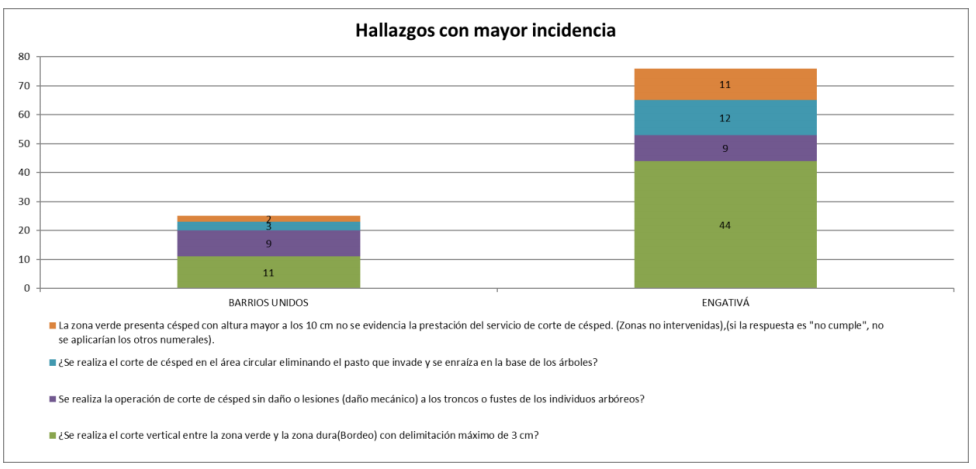 Hallazgos con mayor incidencia
80
70
60
50
40
30
20
10
0
2
3
9
11
11
12
9
44
BARRIOS UNIDOS
ENGATIVÁ
La zona verde presenta césped con altura mayor a los 10 cm no se evidencia la prestación del servicio de corte de césped. (Zonas no intervenidas),(si la respuesta es "no cumple", no
se aplicarían los otros numerales).
¿Se realiza el corte de césped en el área circular eliminando el pasto que invade y se enraíza en la base de los árboles?
Se realiza la operación de corte de césped sin daño o lesiones (daño mecánico) a los troncos o fustes de los individuos arbóreos?
¿Se realiza el corte vertical entre la zona verde y la zona dura(Bordeo) con delimitación máximo de 3 cm?